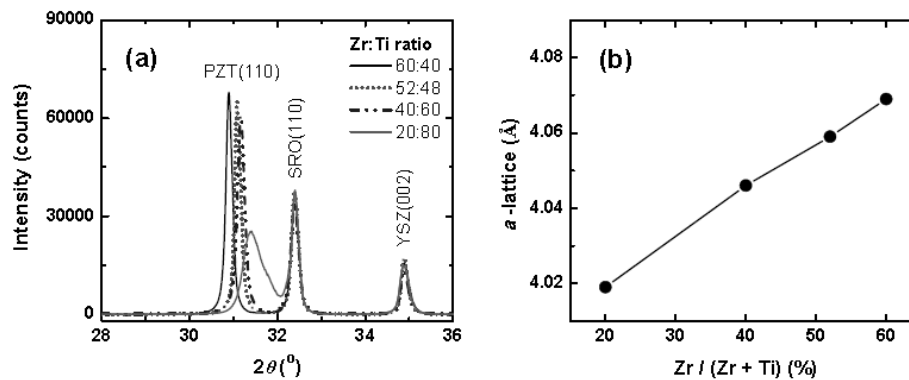 (a)
PZT(110)
SRO(110)
YSZ(002)
Zr:Ti ratio
60:40
52:48
40:60
20:80
Intensity (counts)
90000
60000
30000
0
28 30 32 34 36
2θ(°)
(b)
a -lattice (Å)
4.08
4.06
4.04
4.02
20 30 40 50 60
Zr / (Zr + Ti) (%)